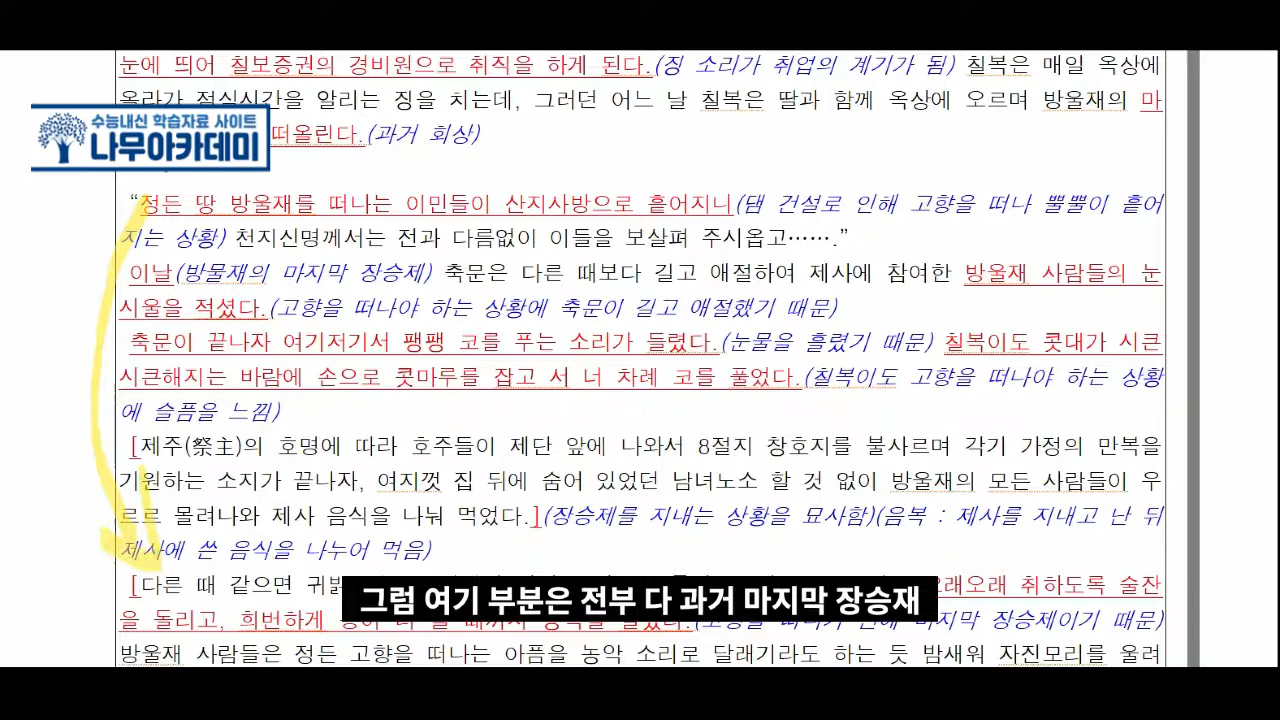 눈에 띄어 칠보증권의 경비원으로 취직을 하게 된다.(징 소리가 취업의 계기가 됨) 칠복은 매일 옥상에
올라가 점심시간을 알리는 징을 치는데, 그러던 어느 날 칠복은 딸과 함께 옥상에 오르며 방울재의 마
수능내신 학습자료 사이트
나무아카데미
떠올린다.(과거 회상)
“정든 땅 방울재를 떠나는 이민들이 산지사방으로 흩어지니(댐 건설로 인해 고향을 떠나 뿔뿔이 흩어
지는 상황) 천지신명께서는 전과 다름없이 이들을 보살펴 주시옵고…….”
이날(방물재의 마지막 장승제) 축문은 다른 때보다 길고 애절하여 제사에 참여한 방울재 사람들의 눈
시울을 적셨다.(고향을 떠나야 하는 상황에 축문이 길고 애절했기 때문)
축문이 끝나자 여기저기서 팽팽 코를 푸는 소리가 들렸다.(눈물을 흘렸기 때문) 칠복이도 콧대가 시큰
시큰해지는 바람에 손으로 콧마루를 잡고 서 너 차례 코를 풀었다.(칠복이도 고향을 떠나야 하는 상황
에 슬픔을 느낌)
[제주(祭主)의 호명에 따라 호주들이 제단 앞에 나와서 8절지 창호지를 불사르며 각기 가정의 만복을
기원하는 소지가 끝나자, 여지껏 집 뒤에 숨어 있었던 남녀노소 할 것 없이 방울재의 모든 사람들이 우
르르 몰려나와 제사 음식을 나눠 먹었다.](장승제를 지내는 상황을 묘사함)(음복 : 제사를 지내고 난 뒤
제사에 쓴 음식을 나누어 먹음)
[다른 때 같으면 귀밝 오래오래 취하도록 술잔
그럼 여기 부분은 전부 다 과거 마지막 장승재
을 돌리고, 희번하게 마지막 장승제이기 때문)
방울재 사람들은 정든 고향을 떠나는 아픔을 농악 소리로 달래기라도 하는 듯 밤새워 자진모리를 울려